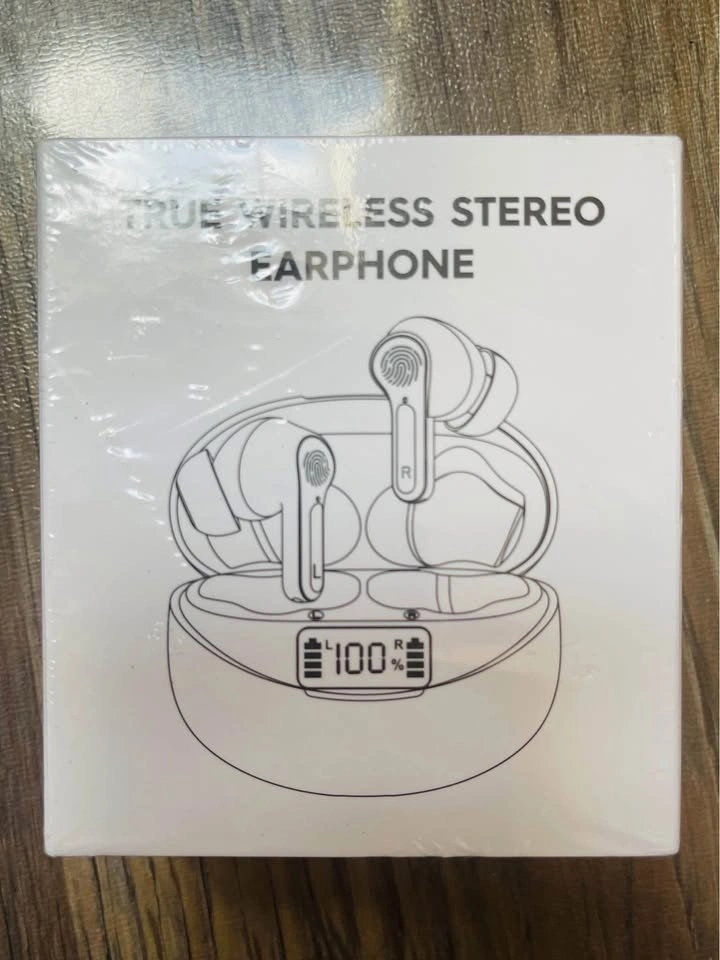 TRUE WIRELESS STEREO
EARPHONE
R
L
L R
L 100 % R